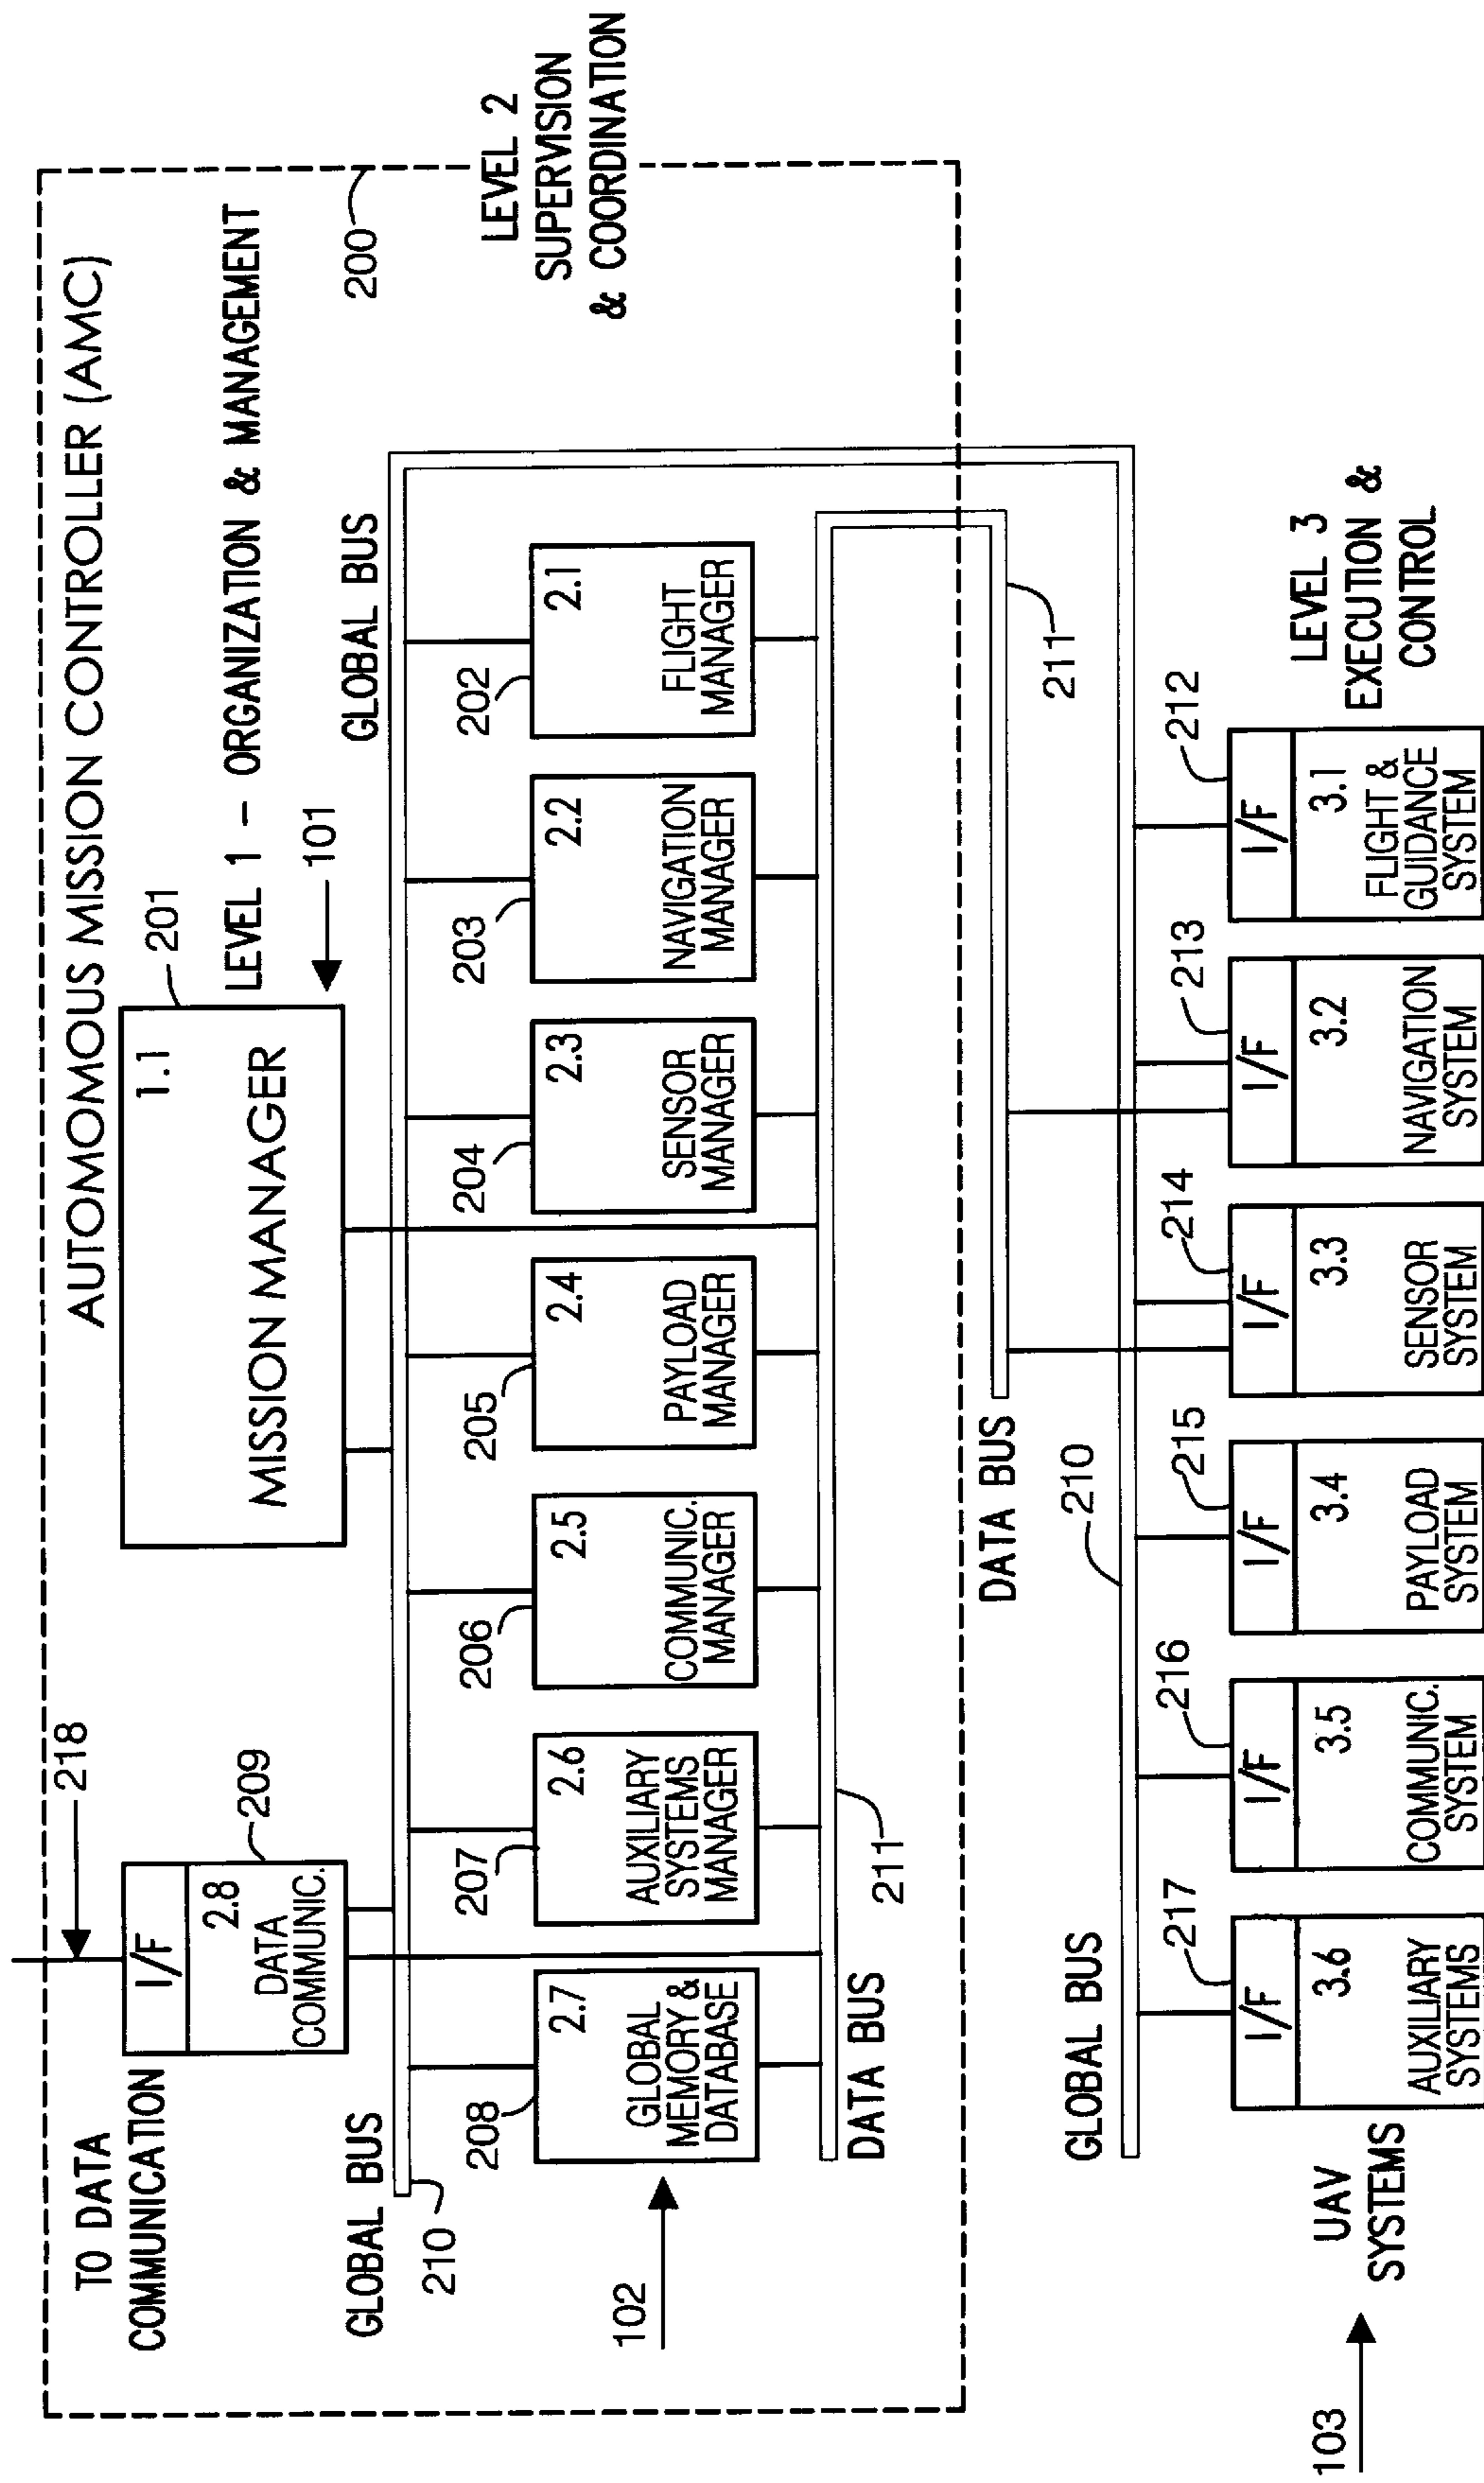 AUTOMOMOUS MISSION CONTROLLER (AMC)
TO DATA
COMMUNICATION
218
I/F
2.8
DATA
COMMUNIC.
209
1.1
MISSION MANAGER
201
LEVEL 1 - ORGANIZATION & MANAGEMENT
101
200
GLOBAL BUS
210
GLOBAL BUS
LEVEL 2
SUPERVISION
& COORDINATION
102
208
2.7
GLOBAL
MEMORY &
DATABASE
207
2.6
AUXILIARY
SYSTEMS
MANAGER
206
2.5
COMMUNIC.
MANAGER
205
2.4
PAYLOAD
MANAGER
204
2.3
SENSOR
MANAGER
203
2.2
NAVIGATION
MANAGER
202
2.1
FLIGHT
MANAGER
DATA BUS
211
DATA BUS
211
GLOBAL BUS
210
103
UAV
SYSTEMS
217
I/F
3.6
AUXILIARY
SYSTEMS
216
I/F
3.5
COMMUNIC.
SYSTEM
215
I/F
3.4
PAYLOAD
SYSTEM
214
I/F
3.3
SENSOR
SYSTEM
213
I/F
3.2
NAVIGATION
SYSTEM
212
I/F
3.1
FLIGHT &
GUIDANCE
SYSTEM
LEVEL 3
EXECUTION &
CONTROL